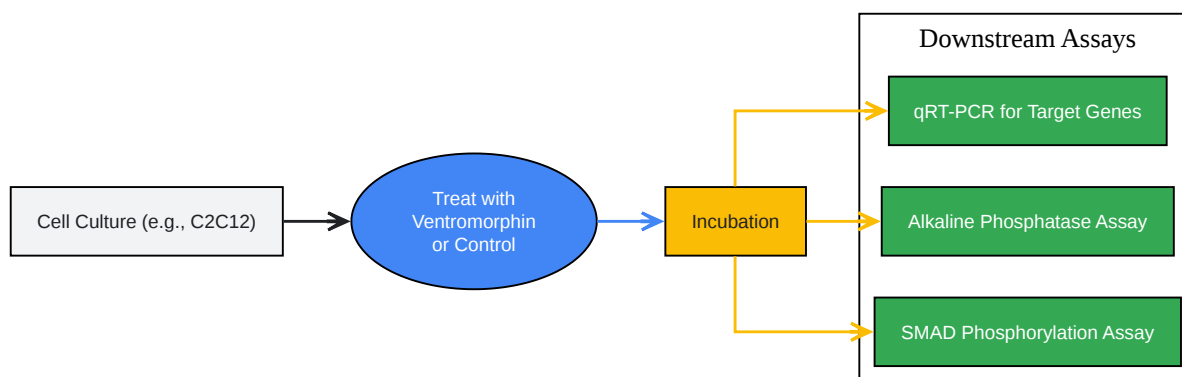 Downstream Assays
qRT-PCR for Target Genes
Cell Culture (e.g., C2C12)
Treat with
Ventromorphin
or Control
Incubation
Alkaline Phosphatase Assay
SMAD Phosphorylation Assay